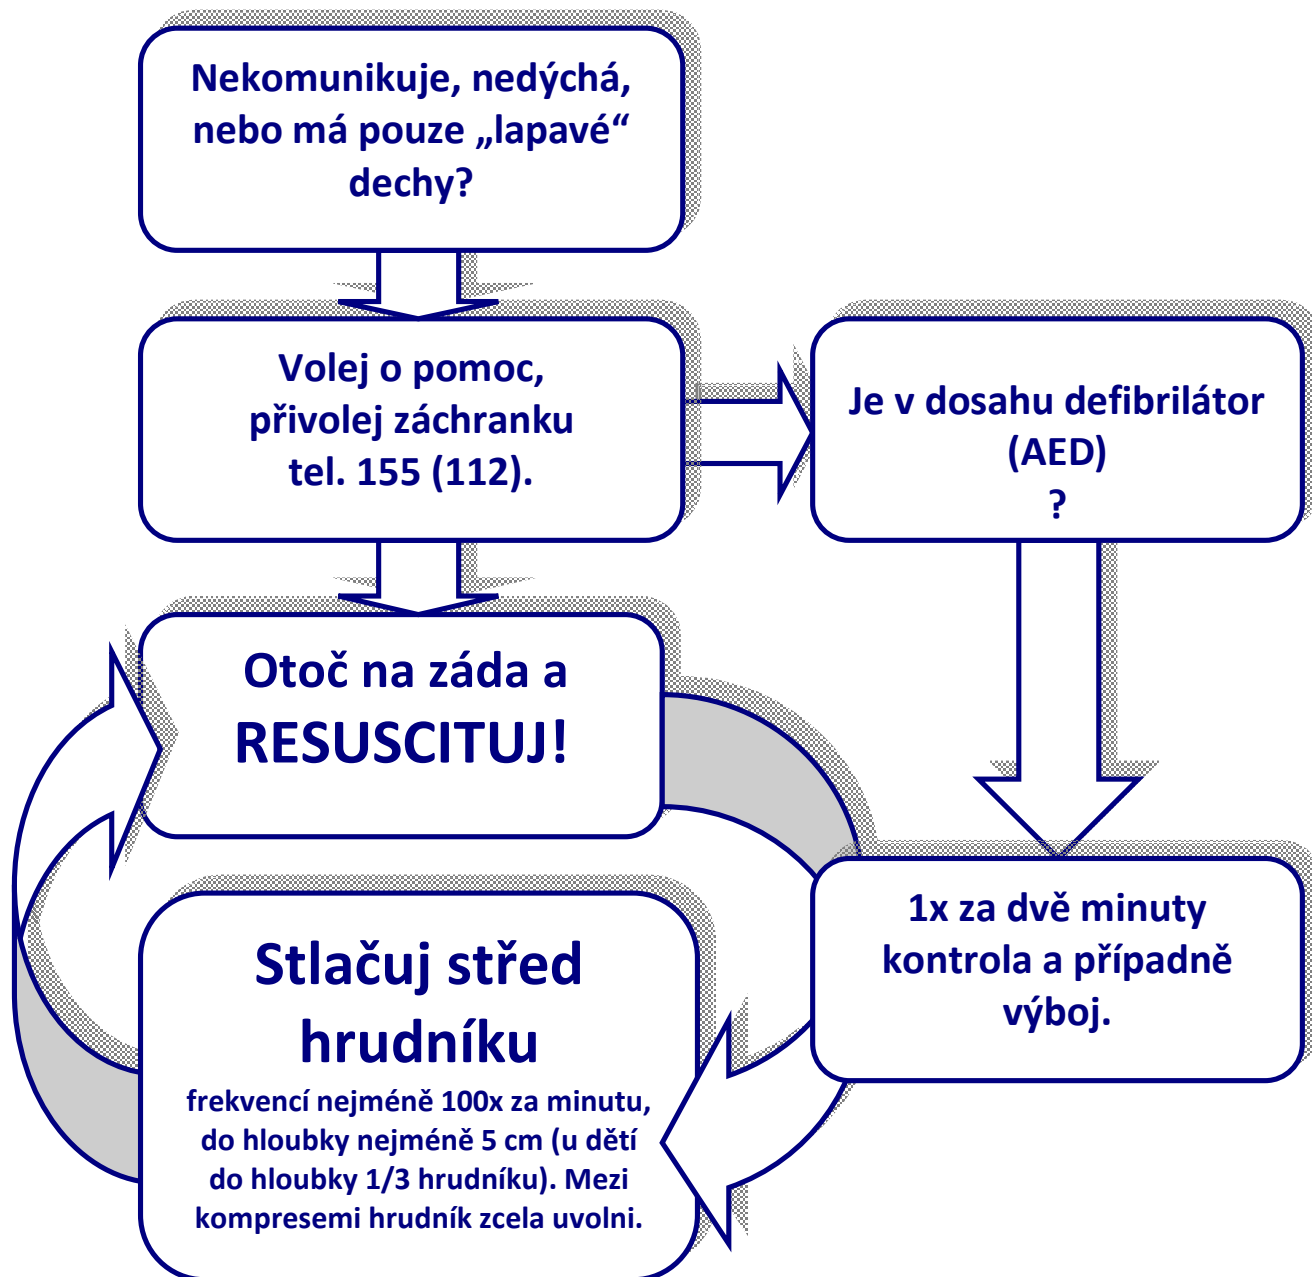 Nekomunikuje, nedýchá,
nebo má pouze „lapavé“
dechy?
Volej o pomoc,
přivolej záchranku
tel. 155 (112).
Je v dosahu defibrilátor
(AED)
?
Otoč na záda a
RESUSCITUJ!
1x za dvě minuty
kontrola a případně
výboj.
Stlačuj střed
hrudníku
frekvencí nejméně 100x za minutu,
do hloubky nejméně 5 cm (u dětí
do hloubky 1/3 hrudníku). Mezi
kompresemi hrudník zcela uvolni.